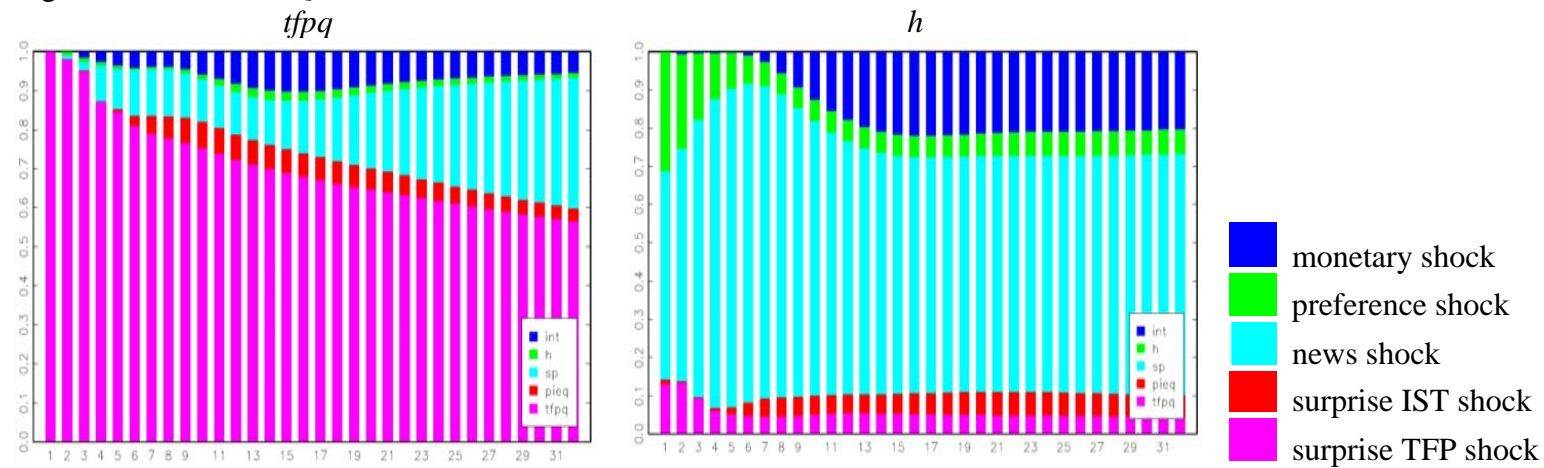 tfpq
h
1.0
0.9
0.8
0.7
0.6
0.5
0.4
0.3
0.2
0.1
0.0
int
h
sp
pieq
tfpq
1 2 3 4 5 6 7 8 9 11 13 15 17 19 21 23 25 27 29 31
1.0
0.9
0.8
0.7
0.6
0.5
0.4
0.3
0.2
0.1
0.0
int
h
sp
pieq
tfpq
1 2 3 4 5 6 7 8 9 11 13 15 17 19 21 23 25 27 29 31
monetary shock
preference shock
news shock
surprise IST shock
surprise TFP shock